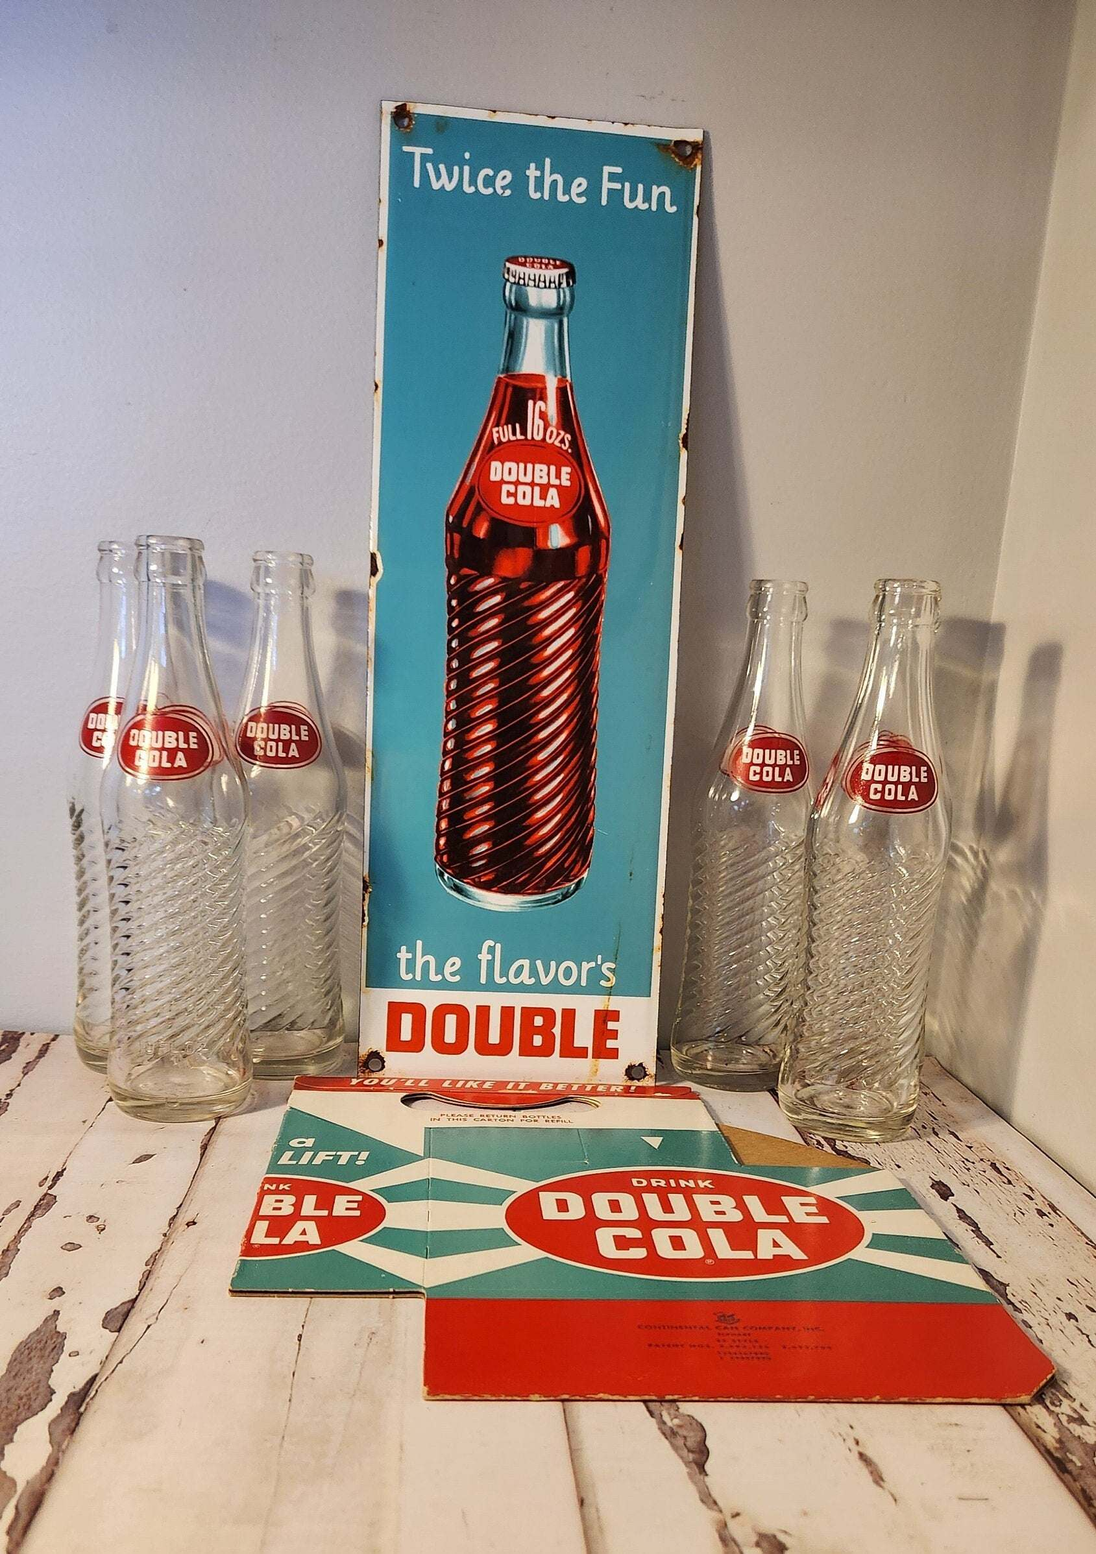 Twice the Fun
DOUBLE
COLA
FULL 16 OZS.
DOUBLE
COLA
the flavor's
DOUBLE
DOUBLE
COLA
DOUBLE
COLA
DOUBLE
COLA
DOUBLE
COLA
YOU'LL LIKE IT BETTER!
PLEASE RETURN BOTTLES
IN THIS CARTON FOR REFILL
a
LIFT!
NK
BLE
LA
DRINK
DOUBLE
COLA
CONTINENTAL CAN COMPANY, INC.